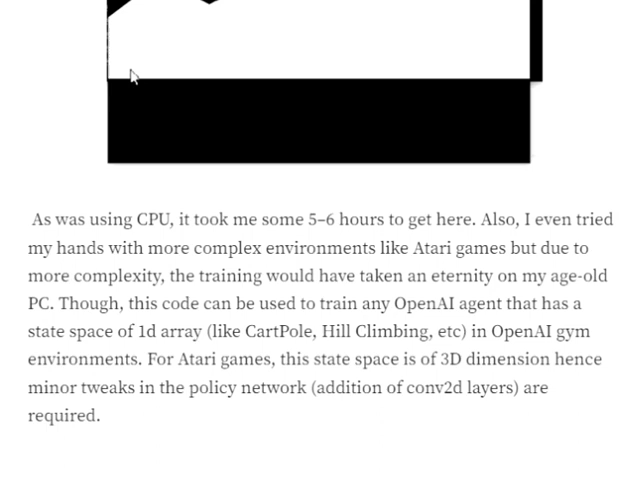 As was using CPU, it took me some 5–6 hours to get here. Also, I even tried
my hands with more complex environments like Atari games but due to
more complexity, the training would have taken an eternity on my age-old
PC. Though, this code can be used to train any OpenAI agent that has a
state space of 1d array (like CartPole, Hill Climbing, etc) in OpenAI gym
environments. For Atari games, this state space is of 3D dimension hence
minor tweaks in the policy network (addition of conv2d layers) are
required.